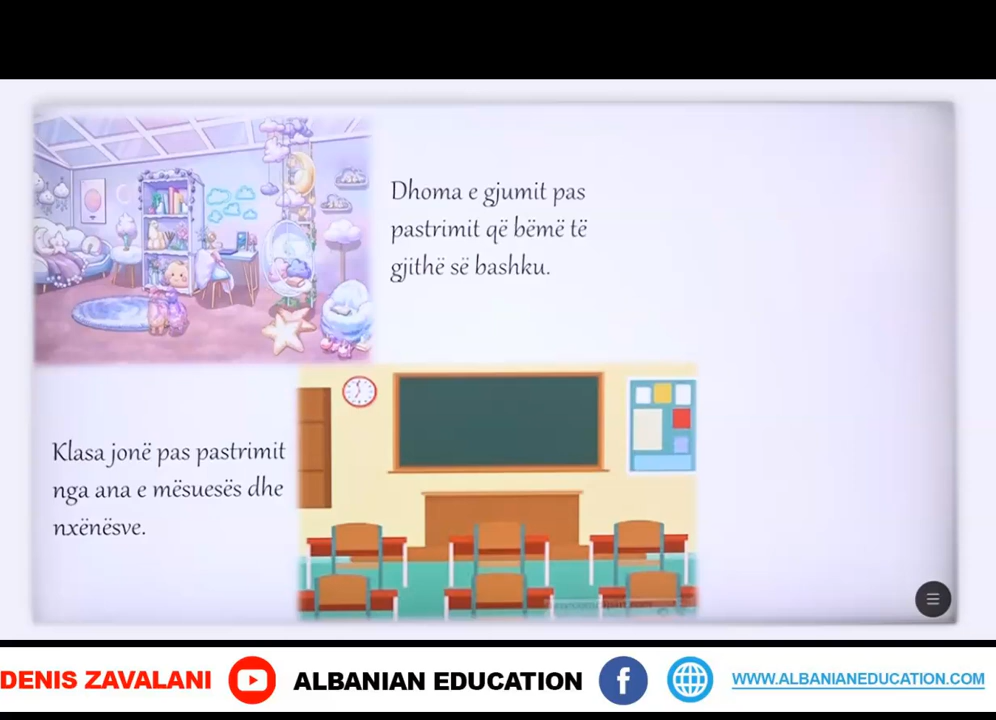 Dhoma e gjumit pas
pastrimit që bëmë të
gjithë së bashku.
Klasa jonë pas pastrimit
nga ana e mësuesës dhe
nxënësve.
DENIS ZAVALANI
ALBANIAN EDUCATION
WWW.ALBANIANEDUCATION.COM